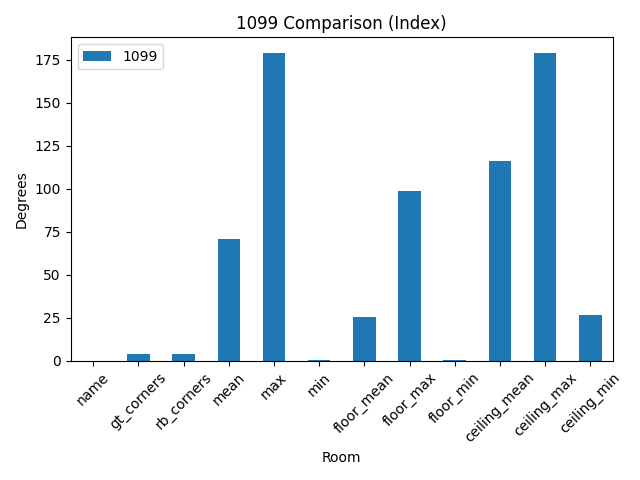 1099 Comparison (Index)
1099
Degrees
175
150
125
100
75
50
25
0
name
gt_corners
rb_corners
mean
max
min
floor_mean
floor_max
floor_min
ceiling_mean
ceiling_max
ceiling_min
Room